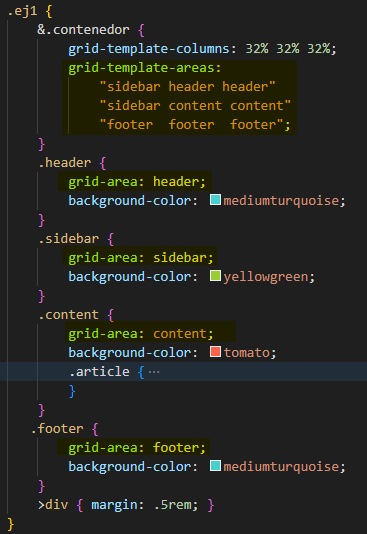 .ej1 {
&.contenedor {
grid-template-columns: 32% 32% 32%;
grid-template-areas:
"sidebar header header"
"sidebar content content"
"footer  footer  footer";
}
.header {
grid-area: header;
background-color: mediumturquoise;
}
.sidebar {
grid-area: sidebar;
background-color: yellowgreen;
}
.content {
grid-area: content;
background-color: tomato;
.article {···
}
}
.footer {
grid-area: footer;
background-color: mediumturquoise;
}
>div { margin: .5rem; }
}